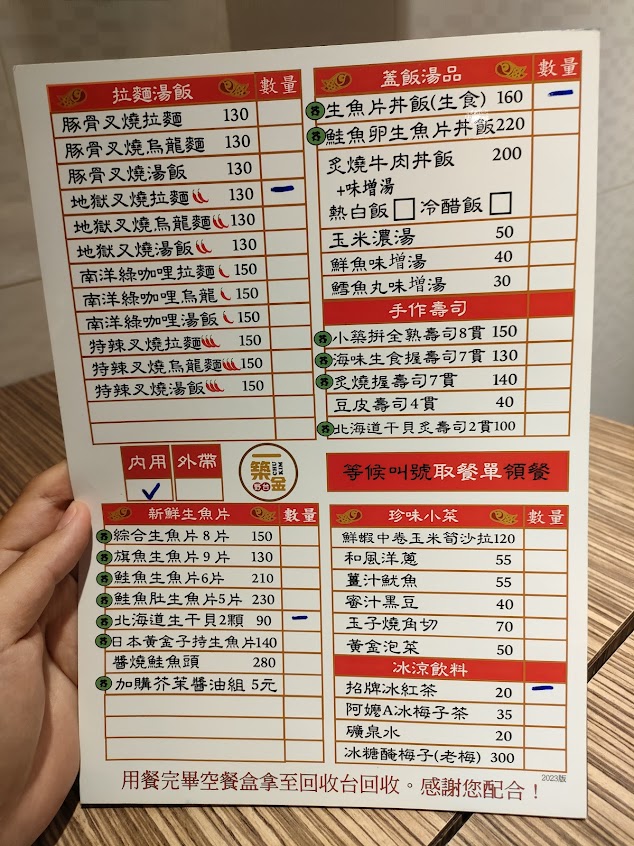 拉麵湯飯 數量
豚骨叉燒拉麵 130
豚骨叉燒烏龍麵 130
豚骨叉燒湯飯 130
地獄叉燒拉麵 130 一
地獄叉燒烏龍麵 130
地獄叉燒湯飯 130
南洋綠咖哩拉麵 150
南洋綠咖哩烏龍 150
南洋綠咖哩湯飯 150
特辣叉燒拉麵 150
特辣叉燒烏龍麵 150
特辣叉燒湯飯 150
蓋飯湯品 數量
生魚片丼飯(生食) 160 一
鮭魚卵生魚片丼飯 220
炙燒牛肉丼飯 200
+味增湯
熱白飯 □ 冷醋飯 □
玉米濃湯 50
鮮魚味增湯 40
鱈魚丸味增湯 30
手作壽司
小築拼全熟壽司8貫 150
海味生食握壽司7貫 130
炙燒握壽司7貫 140
豆皮壽司4貫 40
北海道干貝炙壽司2貫 100
內用 外帶
✓
一築金
CHU KIM
野台
等候叫號取餐單領餐
新鮮生魚片 數量
綜合生魚片8片 150
旗魚生魚片9片 130
鮭魚生魚片6片 210
鮭魚肚生魚片5片 230
北海道生干貝2顆 90 一
日本黃金子持生魚片 140
醬燒鮭魚頭 280
加購芥茉醬油組 5元
珍味小菜 數量
鮮蝦中卷玉米筍沙拉 120
和風洋蔥 55
薑汁魷魚 55
蜜汁黑豆 40
玉子燒角切 70
黃金泡菜 50
冰涼飲料
招牌冰紅茶 20 一
阿嬤A冰梅子茶 35
礦泉水 20
冰糖醃梅子(老梅) 300
2023版
用餐完畢空餐盒拿至回收台回收。感謝您配合！